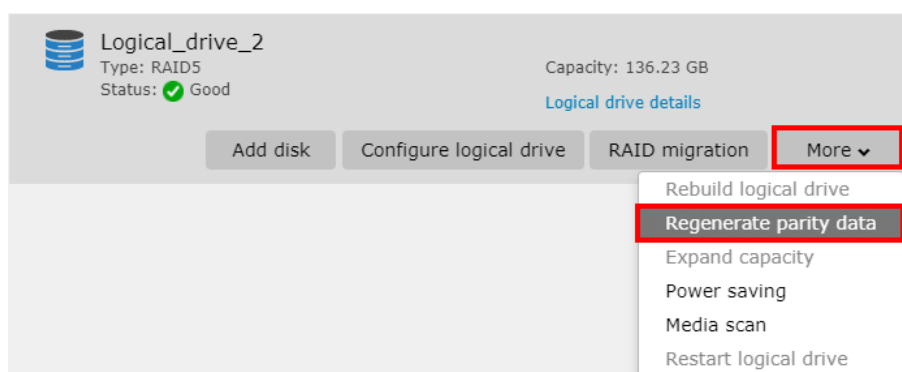 Logical_drive_2
Type: RAID5
Capacity: 136.23 GB
Status: Good
Logical drive details
Add disk
Configure logical drive
RAID migration
More
Rebuild logical drive
Regenerate parity data
Expand capacity
Power saving
Media scan
Restart logical drive